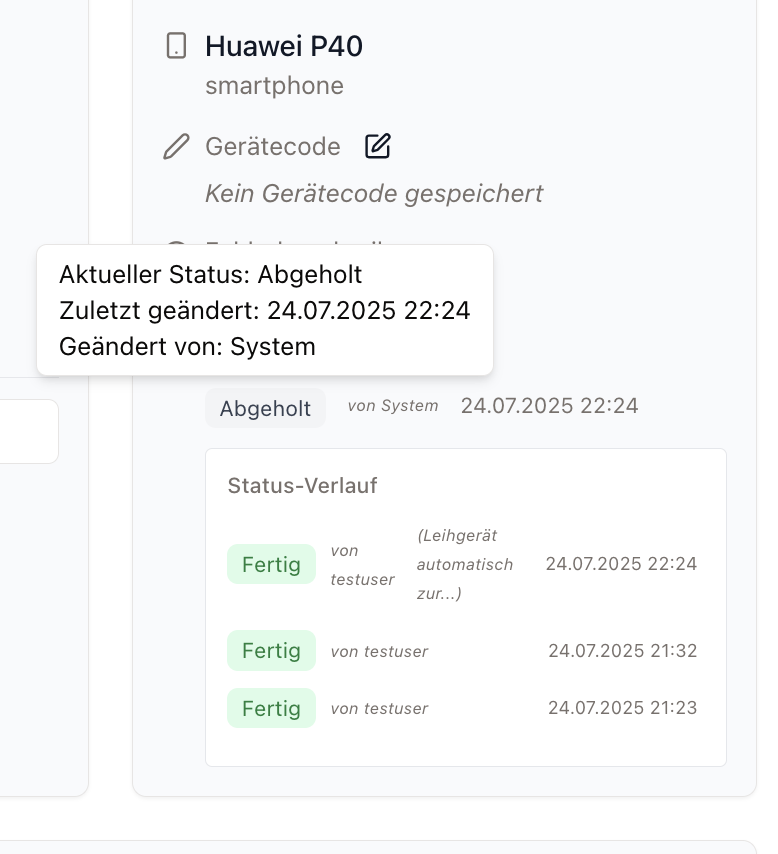 Huawei P40
smartphone
Gerätecode
Kein Gerätecode gespeichert
Aktueller Status: Abgeholt
Zuletzt geändert: 24.07.2025 22:24
Geändert von: System
Abgeholt von System 24.07.2025 22:24
Status-Verlauf
Fertig von testuser (Leihgerät automatisch zur...) 24.07.2025 22:24
Fertig von testuser 24.07.2025 21:32
Fertig von testuser 24.07.2025 21:23